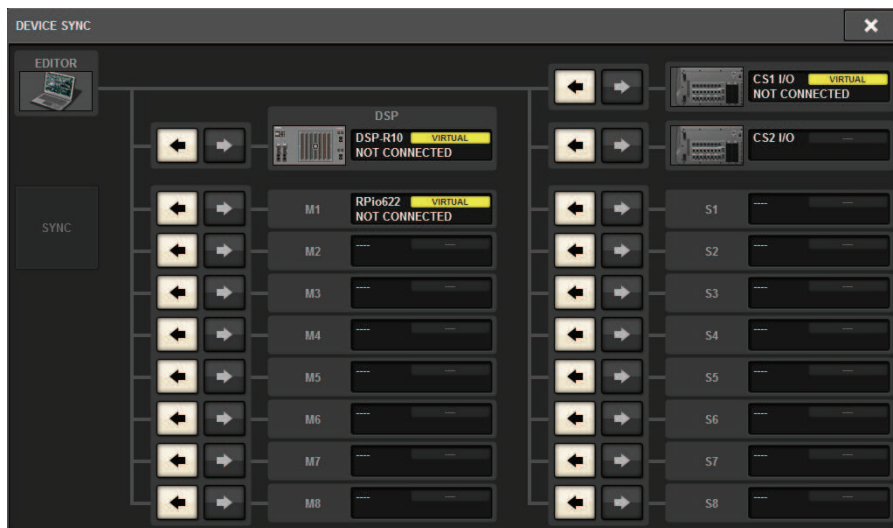 DEVICE SYNC
EDITOR
SYNC
DSP
DSP-R10 VIRTUAL
NOT CONNECTED
M1 RPio622 VIRTUAL
NOT CONNECTED
M2 ---- ----
M3 ---- ----
M4 ---- ----
M5 ---- ----
M6 ---- ----
M7 ---- ----
M8 ---- ----
CS1 I/O VIRTUAL
NOT CONNECTED
CS2 I/O ----
S1 ---- ----
S2 ---- ----
S3 ---- ----
S4 ---- ----
S5 ---- ----
S6 ---- ----
S7 ---- ----
S8 ---- ----